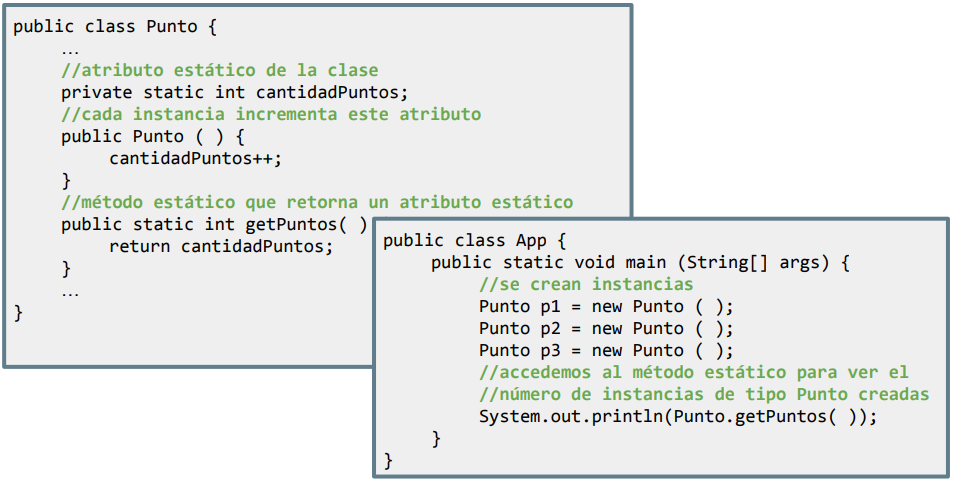 public class Punto {
…
//atributo estático de la clase
private static int cantidadPuntos;
//cada instancia incrementa este atributo
public Punto ( ) {
cantidadPuntos++;
}
//método estático que retorna un atributo estático
public static int getPuntos( )
return cantidadPuntos;
}
…
}
public class App {
public static void main (String[] args) {
//se crean instancias
Punto p1 = new Punto ( );
Punto p2 = new Punto ( );
Punto p3 = new Punto ( );
//accedemos al método estático para ver el
//número de instancias de tipo Punto creadas
System.out.println(Punto.getPuntos( ));
}
}